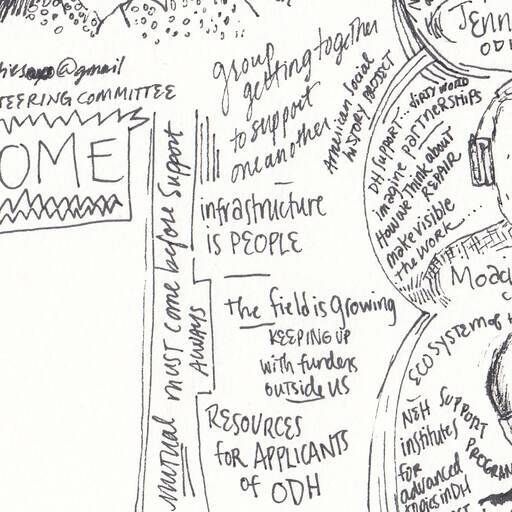 @gmail
STEERING COMMITTEE
OME
group
getting together
to support
one another
American Social
HISTORY PROJECT
mutual must come before support
ALWAYS
infrastructure
IS PEOPLE
the field is growing
KEEPING UP
with funders
outside US
RESOURCES
for APPLICANTS
of ODH
JENN
OD
DH SUPPORT... DIRTY WORD
imagine partnerships
How we think about
REPAIR
make visible
the work...
Moac
ECOSYSTEM of
NEH SUPPORT
PROGRAM
institutes
for
advanced
topics in DH